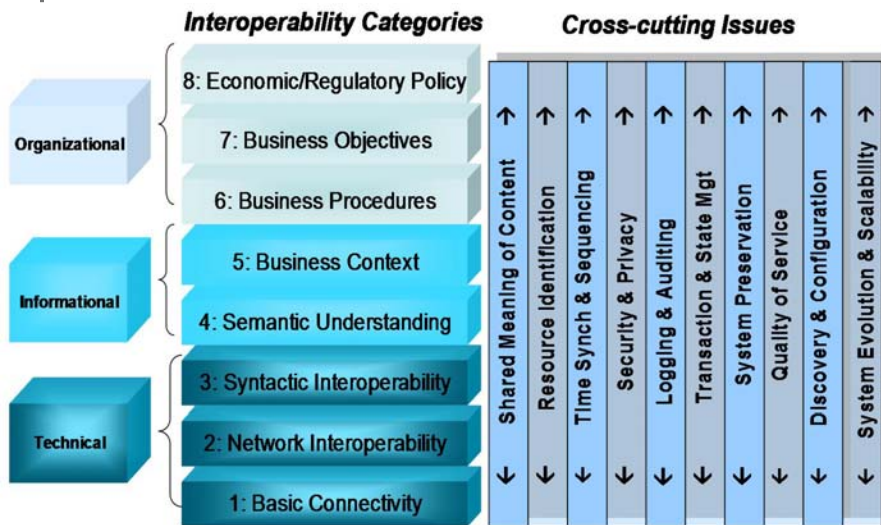 Interoperability Categories
Cross-cutting Issues
Organizational
8: Economic/Regulatory Policy
7: Business Objectives
6: Business Procedures
Informational
5: Business Context
4: Semantic Understanding
Technical
3: Syntactic Interoperability
2: Network Interoperability
1: Basic Connectivity
Shared Meaning of Content
Resource Identification
Time Synch & Sequencing
Security & Privacy
Logging & Auditing
Transaction & State Mgt
System Preservation
Quality of Service
Discovery & Configuration
System Evolution & Scalability